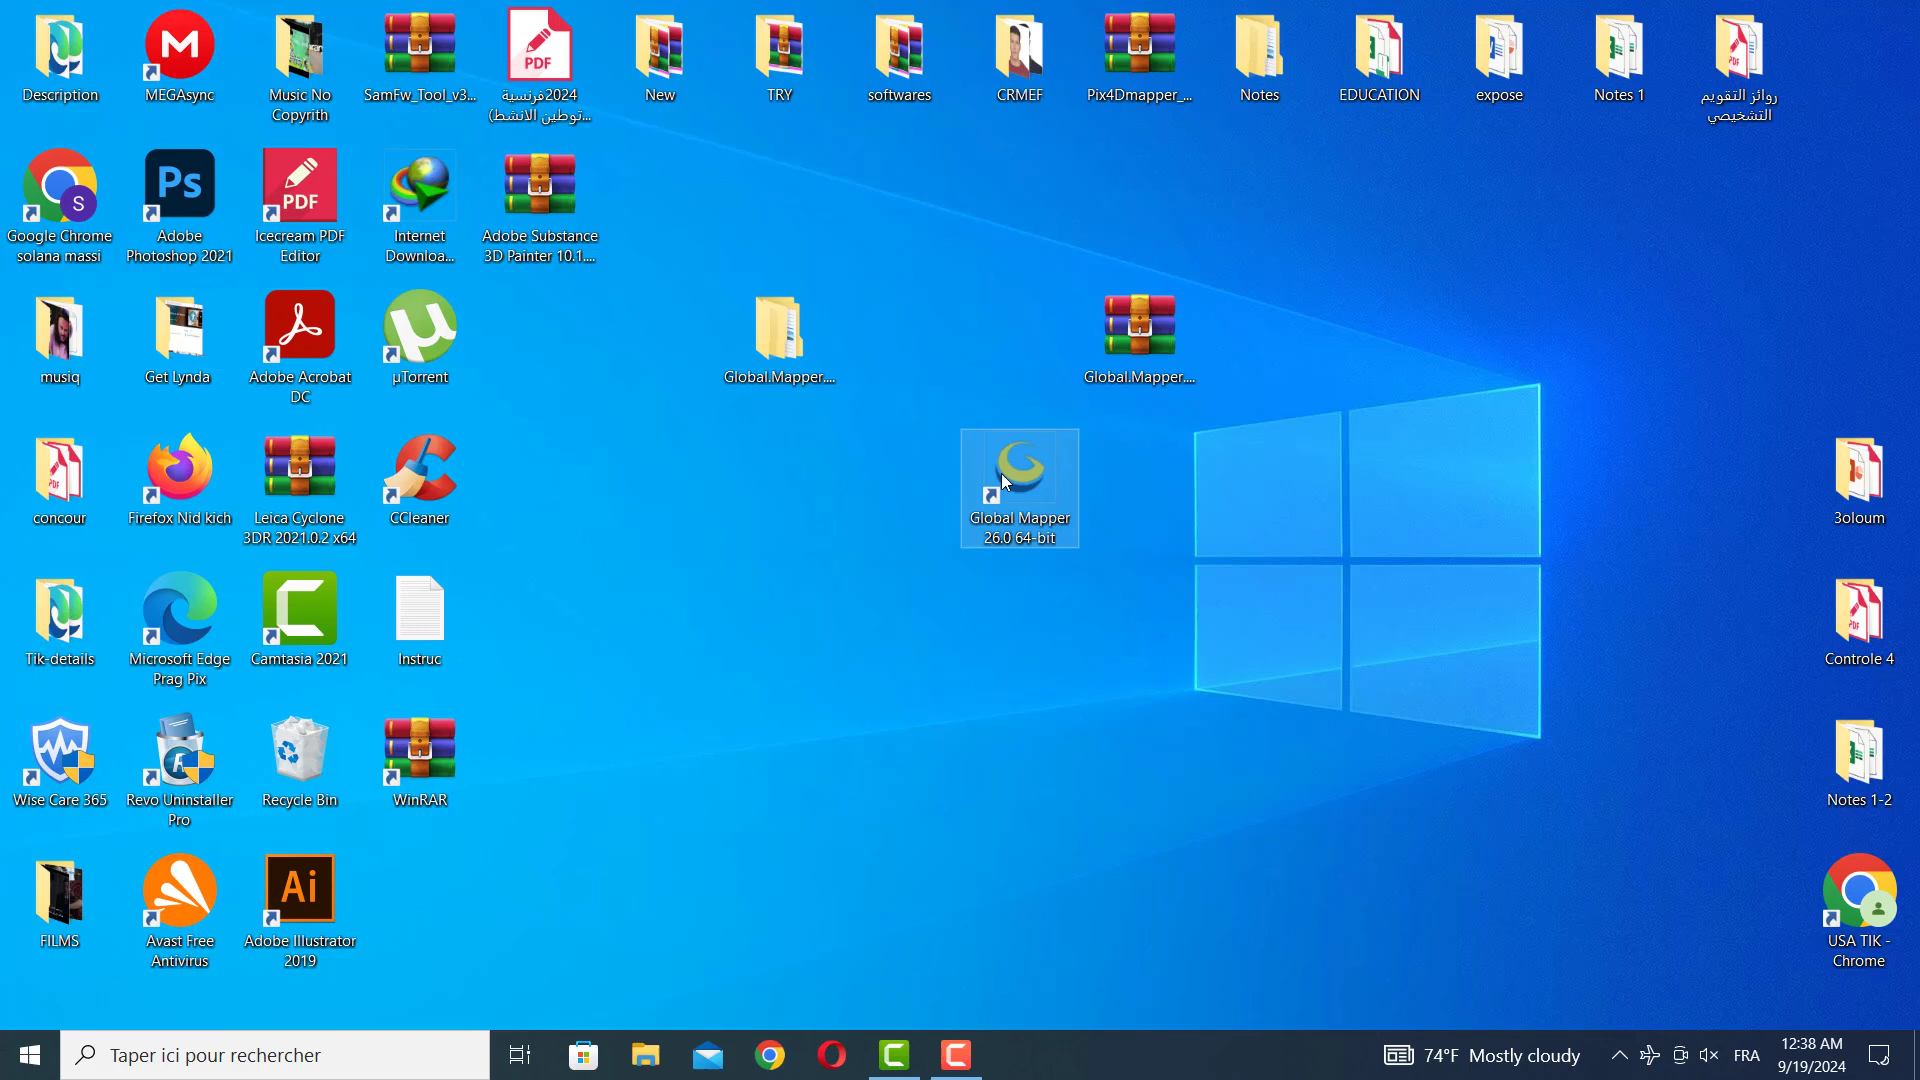 Description
MEGAsync
Music No
Copyrith
SamFw_Tool_v3...
2024فرنسية
(توطين الانشط...
New
TRY
softwares
CRMEF
Pix4Dmapper_...
Notes
EDUCATION
expose
Notes 1
روائز التقويم
التشخيصي
S
Ps
PDF
Google Chrome
solana massi
Adobe
Photoshop 2021
Icecream PDF
Editor
Internet
Downloa...
Adobe Substance
3D Painter 10.1....
musiq
Get Lynda
Adobe Acrobat
DC
µTorrent
Global.Mapper....
Global.Mapper....
concour
Firefox Nid kich
Leica Cyclone
3DR 2021.0.2 x64
CCleaner
Global Mapper
26.0 64-bit
3oloum
Tik-details
Microsoft Edge
Prag Pix
Camtasia 2021
Instruc
Controle 4
Wise Care 365
Revo Uninstaller
Pro
Recycle Bin
WinRAR
Notes 1-2
Ai
FILMS
Avast Free
Antivirus
Adobe Illustrator
2019
USA TIK -
Chrome
Taper ici pour rechercher
74°F Mostly cloudy
FRA
12:38 AM
9/19/2024